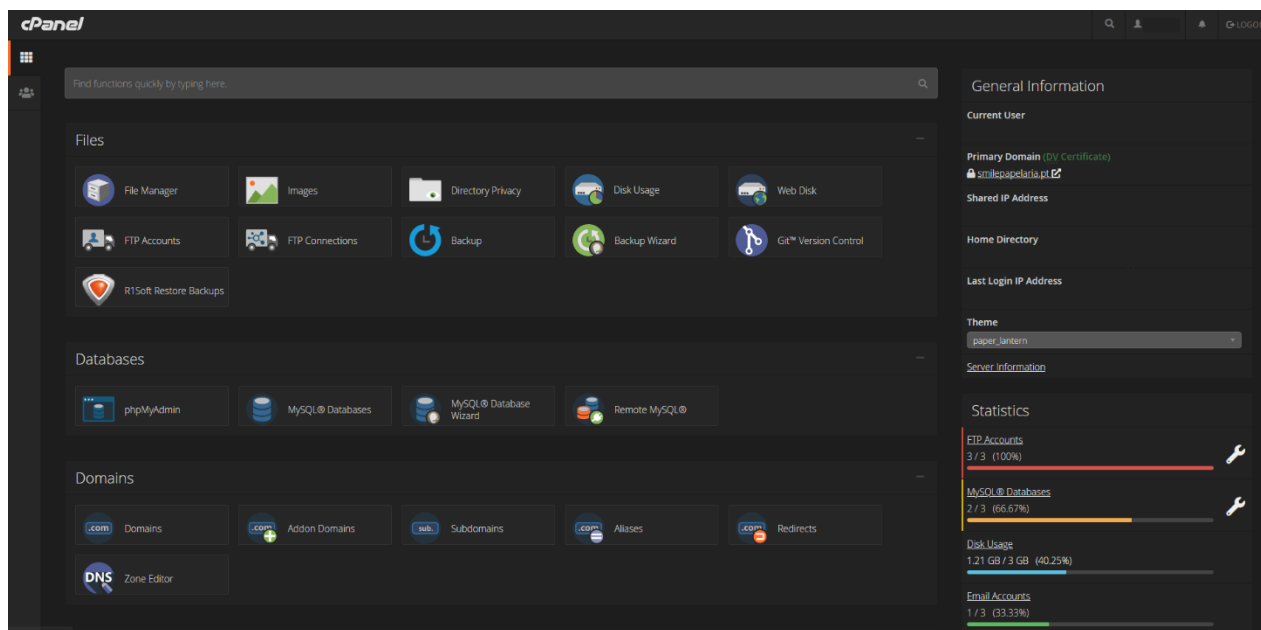 cPanel
LOGOU
Find functions quickly by typing here.
Files
File Manager
Images
Directory Privacy
Disk Usage
Web Disk
FTP Accounts
FTP Connections
Backup
Backup Wizard
Git™ Version Control
R1Soft Restore Backups
Databases
phpMyAdmin
MySQL® Databases
MySQL® Database
Wizard
Remote MySQL®
Domains
.com
Domains
.com
Addon Domains
sub.
Subdomains
.com
Aliases
.com
Redirects
DNS
Zone Editor
General Information
Current User
Primary Domain (DV Certificate)
smilepapelaria.pt
Shared IP Address
Home Directory
Last Login IP Address
Theme
paper_lantern
Server Information
Statistics
FTP Accounts
3 / 3 (100%)
MySQL® Databases
2 / 3 (66.67%)
Disk Usage
1.21 GB / 3 GB (40.25%)
Email Accounts
1 / 3 (33.33%)